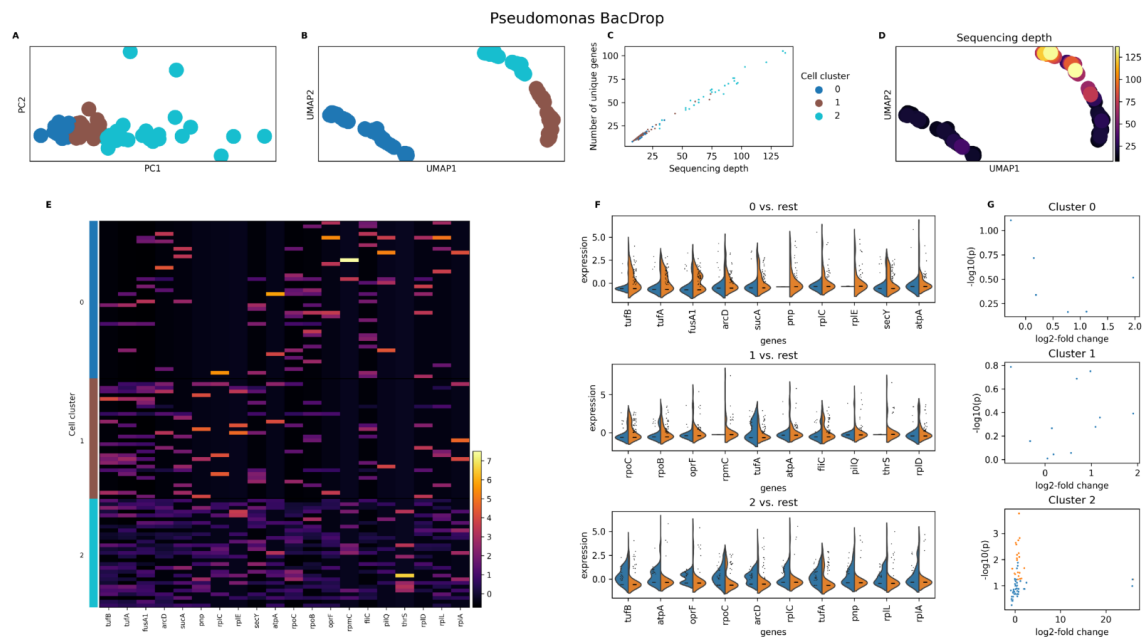 Pseudomonas BacDrop
A
PC2
PC1
B
UMAP2
UMAP1
C
Number of unique genes
100
75
50
25
25
50
75
100
125
Sequencing depth
Cell cluster
0
1
2
D
Sequencing depth
UMAP2
UMAP1
125
100
75
50
25
E
Cell cluster
0
1
2
tufB
tufA
fusA1
arcD
sucA
pnp
rplC
rplE
secY
atpA
rpoC
rpoB
oprF
rpmC
fliC
pilQ
thrS
rplD
rplL
rplA
7
6
5
4
3
2
1
0
F
0 vs. rest
expression
5.0
2.5
0.0
tufB
tufA
fusA1
arcD
sucA
pnp
rplC
rplE
secY
atpA
genes
1 vs. rest
expression
5
0
rpoC
rpoB
oprF
rpmC
tufA
atpA
fliC
pilQ
thrS
rplD
genes
2 vs. rest
expression
5.0
2.5
0.0
tufB
atpA
oprF
rpoC
arcD
rplC
tufA
pnp
rplL
rplA
genes
G
Cluster 0
-log10(p)
1.00
0.75
0.50
0.25
0.0
0.5
1.0
1.5
2.0
log2-fold change
Cluster 1
-log10(p)
0.8
0.6
0.4
0.2
0.0
0
1
2
log2-fold change
Cluster 2
-log10(p)
3
2
1
0
10
20
log2-fold change